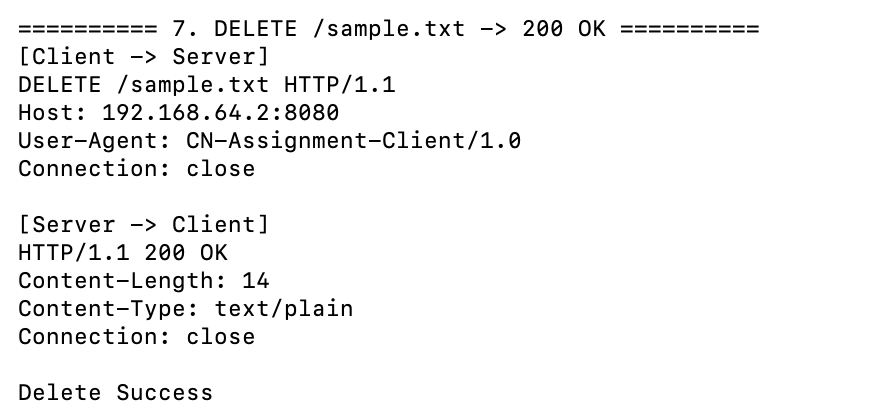 ========== 7. DELETE /sample.txt -> 200 OK ==========
[Client -> Server]
DELETE /sample.txt HTTP/1.1
Host: 192.168.64.2:8080
User-Agent: CN-Assignment-Client/1.0
Connection: close

[Server -> Client]
HTTP/1.1 200 OK
Content-Length: 14
Content-Type: text/plain
Connection: close

Delete Success